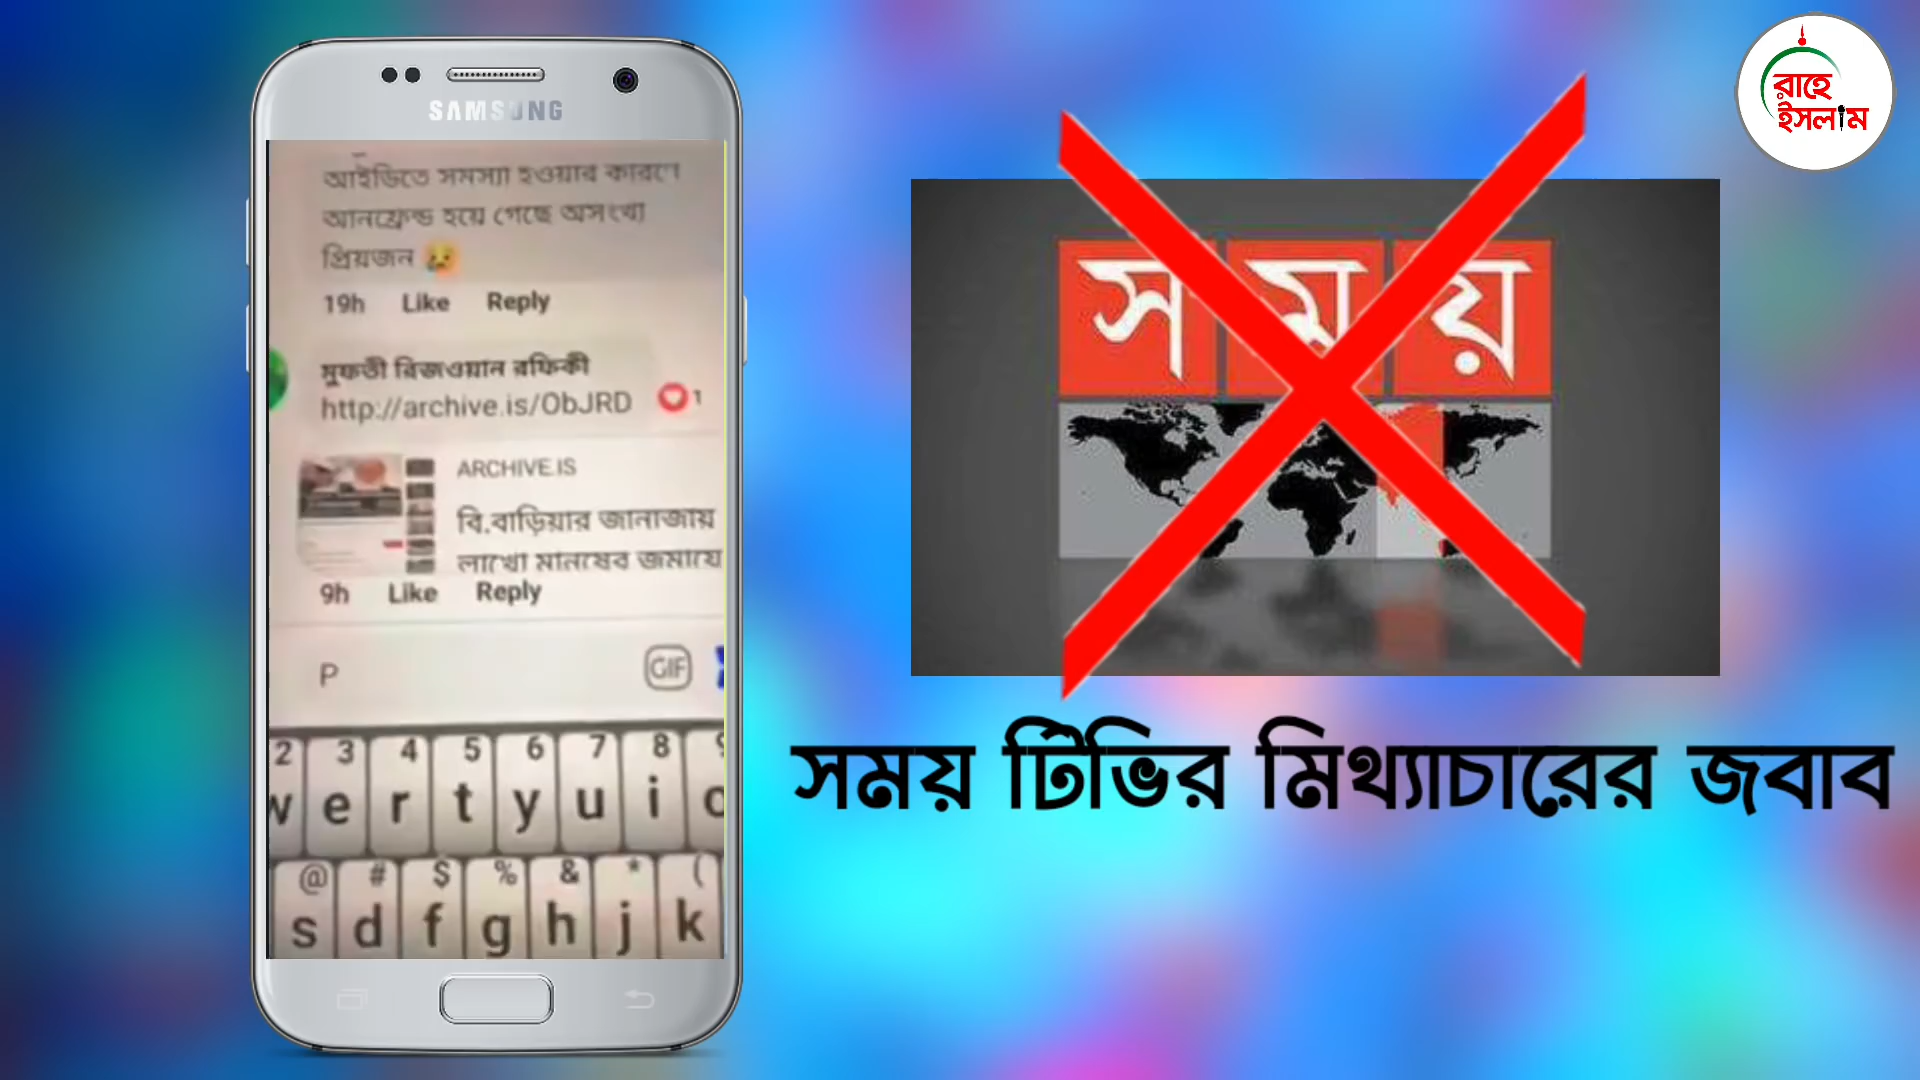 SAMSUNG
আইডিতে সমস্যা হওয়ার কারণে
আনফ্রেন্ড হয়ে গেছে অসংখ্য
প্রিয়জন 😥
19h Like Reply
মুফতী রিজওয়ান রফিকী
http://archive.is/ObJRD
1
ARCHIVE.IS
বি.বাড়িয়ার জানাজায়
লাখো মানুষের জমায়ে
9h Like Reply
P GIF
2 3 4 5 6 7 8 9
w e r t y u i o
@ # $ % & * (
s d f g h j k
রাহে
ইসলাম
সময়
সময় টিভির মিথ্যাচারের জবাব